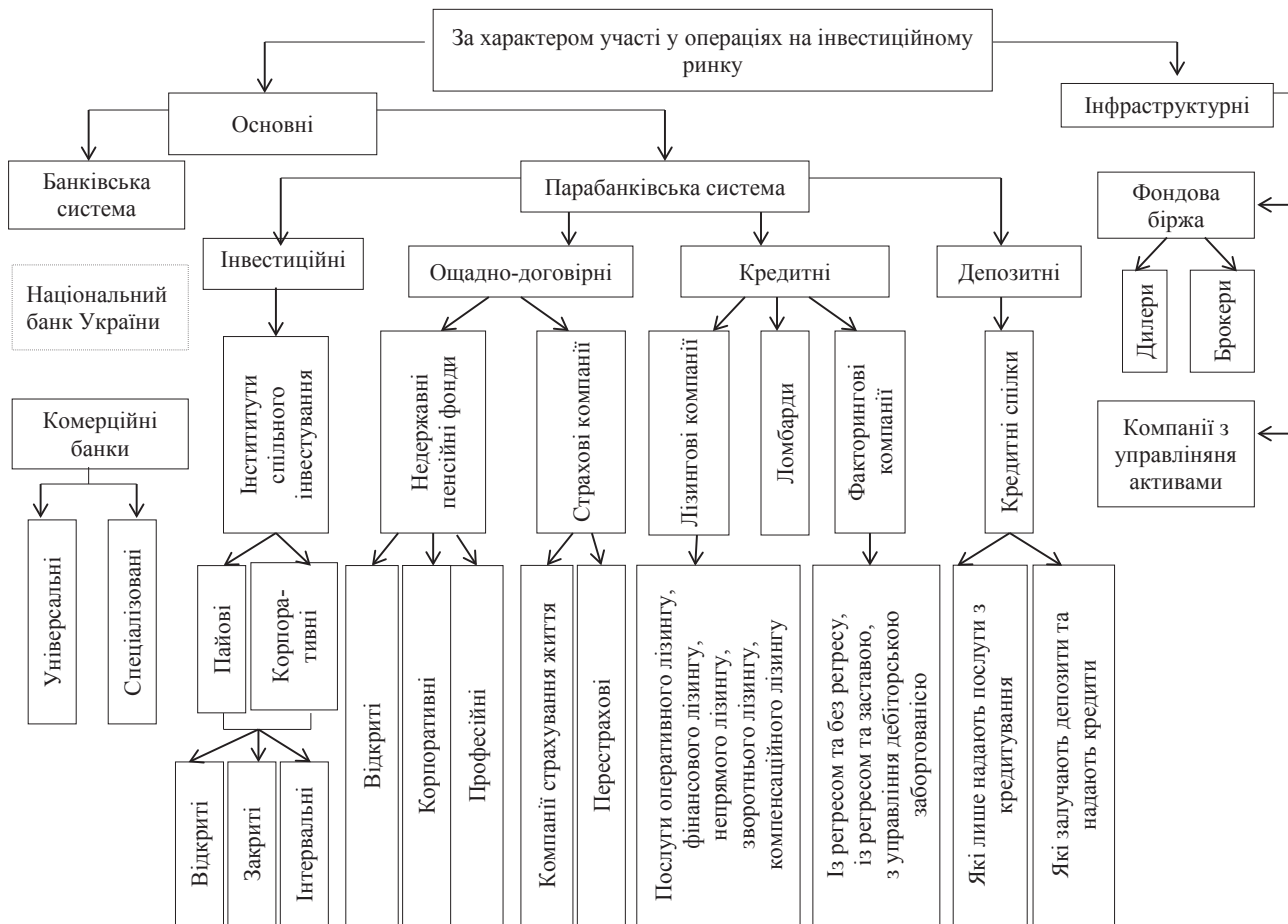 За характером участі у операціях на інвестиційному
ринку
Основні
Інфраструктурні
Банківська
система
Парабанківська система
Фондова
біржа
Інвестиційні
Ощадно-договірні
Кредитні
Депозитні
Національний
банк України
Дилери
Брокери
Комерційні
банки
Інститутути
спільного
інвестування
Недержавні
пенсійні фонди
Страхові компанії
Лізингові компанії
Ломбарди
Факторингові
компанії
Кредитні спілки
Компанії з
управліняня
активами
Універсальні
Спеціалізовані
Пайові
Корпора-
тивні
Відкриті
Корпоративні
Професійні
Компанії страхування життя
Перестрахові
Послуги оперативного лізингу,
фінансового лізингу,
непрямого лізингу,
зворотнього лізингу,
компенсаційного лізингу
Із регресом та без регресу,
із регресом та заставою,
з управління дебіторською
заборгованісю
Які лише надають послуги з
кредитування
Які залучають депозити та
надають кредити
Відкриті
Закриті
Інтервальні